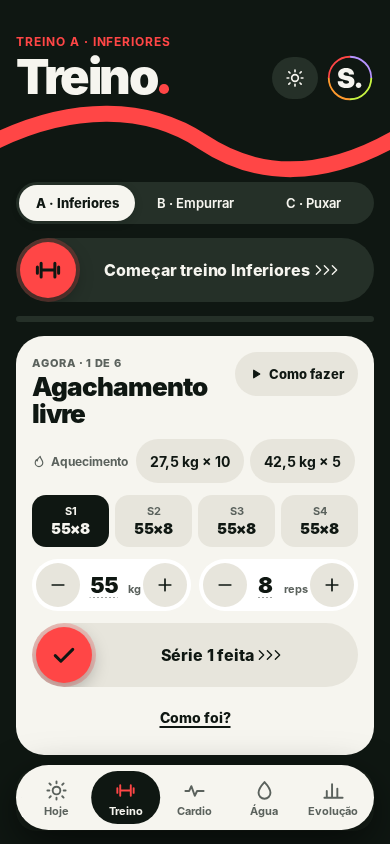 TREINO A · INFERIORES
Treino.
S.
A · Inferiores
B · Empurrar
C · Puxar
Começar treino Inferiores
AGORA · 1 DE 6
Agachamento
livre
Como fazer
Aquecimento
27,5 kg × 10
42,5 kg × 5
S1
55×8
S2
55×8
S3
55×8
S4
55×8
− 55 kg +
− 8 reps +
Série 1 feita
Como foi?
Hoje
Treino
Cardio
Água
Evolução